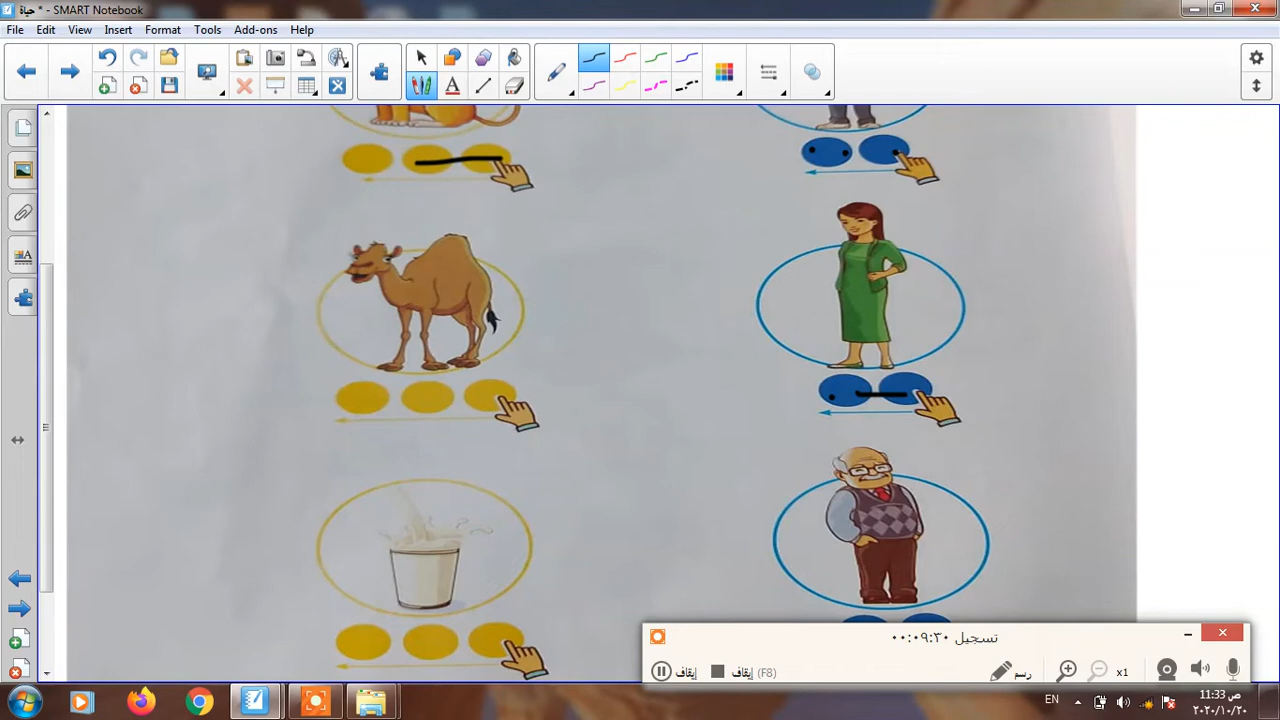 حياة * - SMART Notebook
File Edit View Insert Format Tools Add-ons Help
تسجيل ٠٠:٠٩:٣٠
إيقاف إيقاف (F8) رسم x1
EN ص 11:33
٢٠٢٠/١٠/٢٠